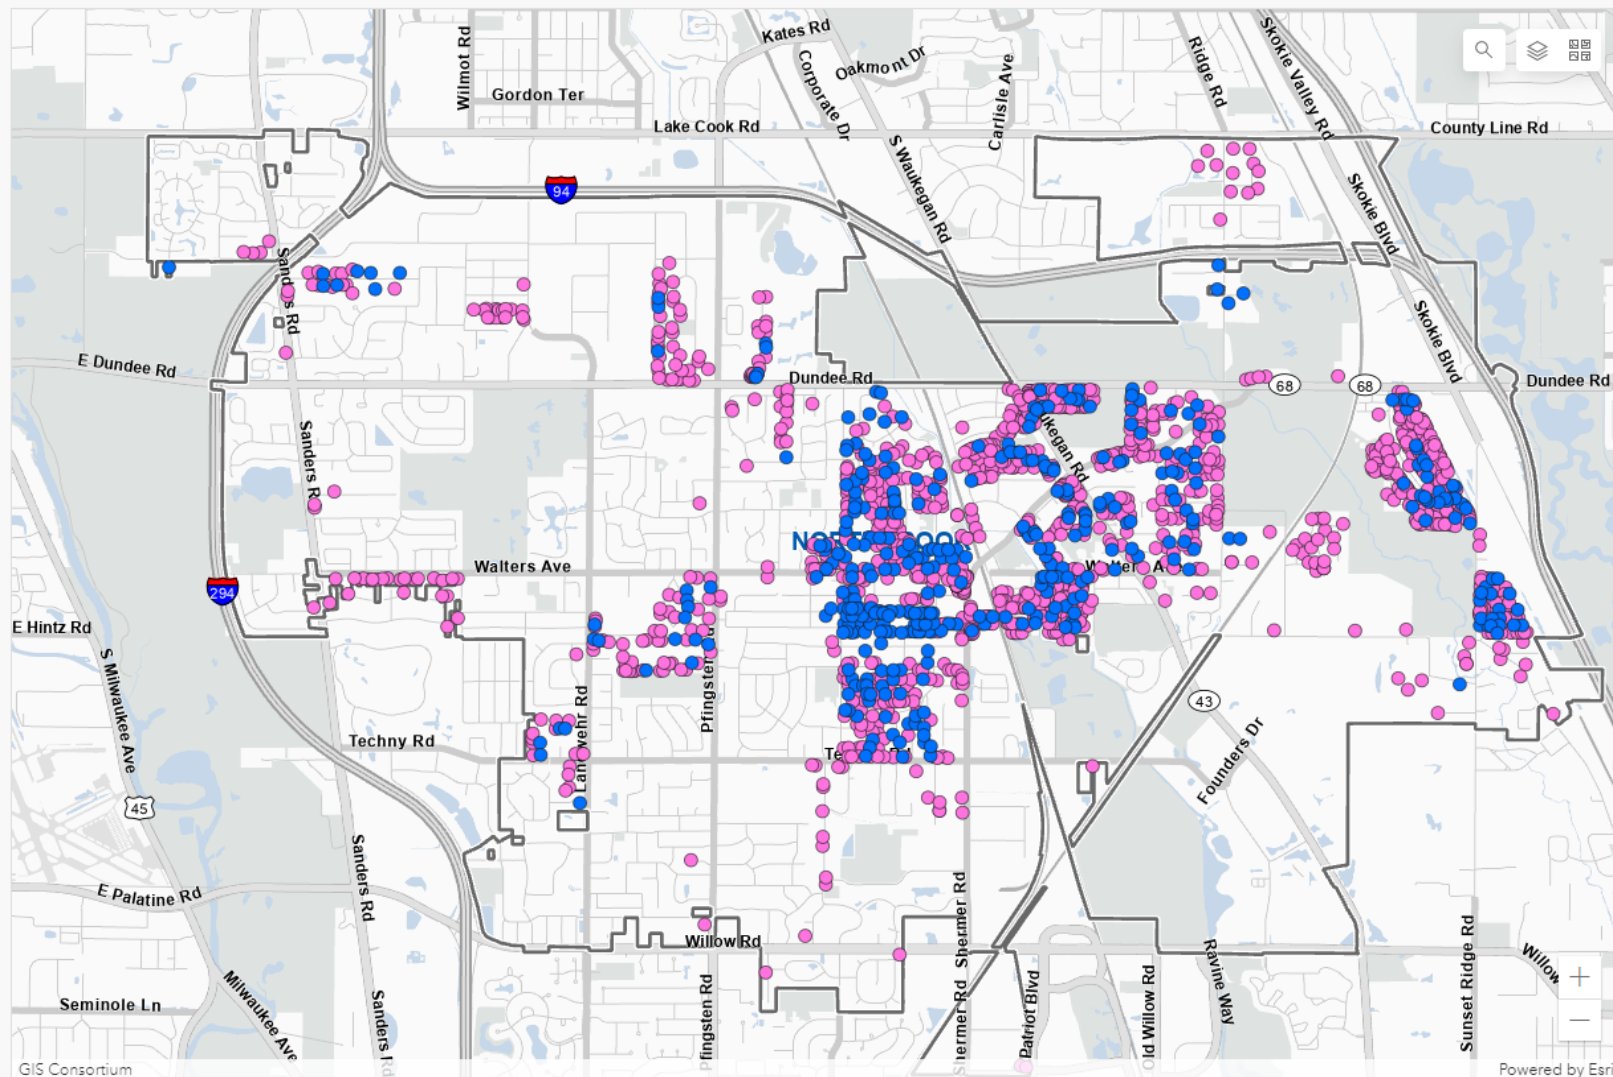 Kates Rd
Skokie Valley Rd
Wilmot Rd
Oakmont Dr
Corporate Dr
Carlisle Ave
Ridge Rd
Gordon Ter
Lake Cook Rd
County Line Rd
S Waukegan Rd
94
Skokie Blvd
Sanders Rd
Skokie Blvd
E Dundee Rd
Dundee Rd
68
68
Dundee Rd
Sanders R
ukegan Rd
Walters Ave
294
E Hintz Rd
S Milwaukee Ave
Pfingsten
Techny Rd
43
Founders Dr
45
Sanders Rd
E Palatine Rd
Shermer Rd
Willow Rd
Willow
Sunset Ridge Rd
Ravine Way
Old Willow Rd
Patriot Blvd
Shermer Rd
Pfingsten Rd
Seminole Ln
Milwaukee Ave
Sanders R
+
−
GIS Consortium
Powered by Esri